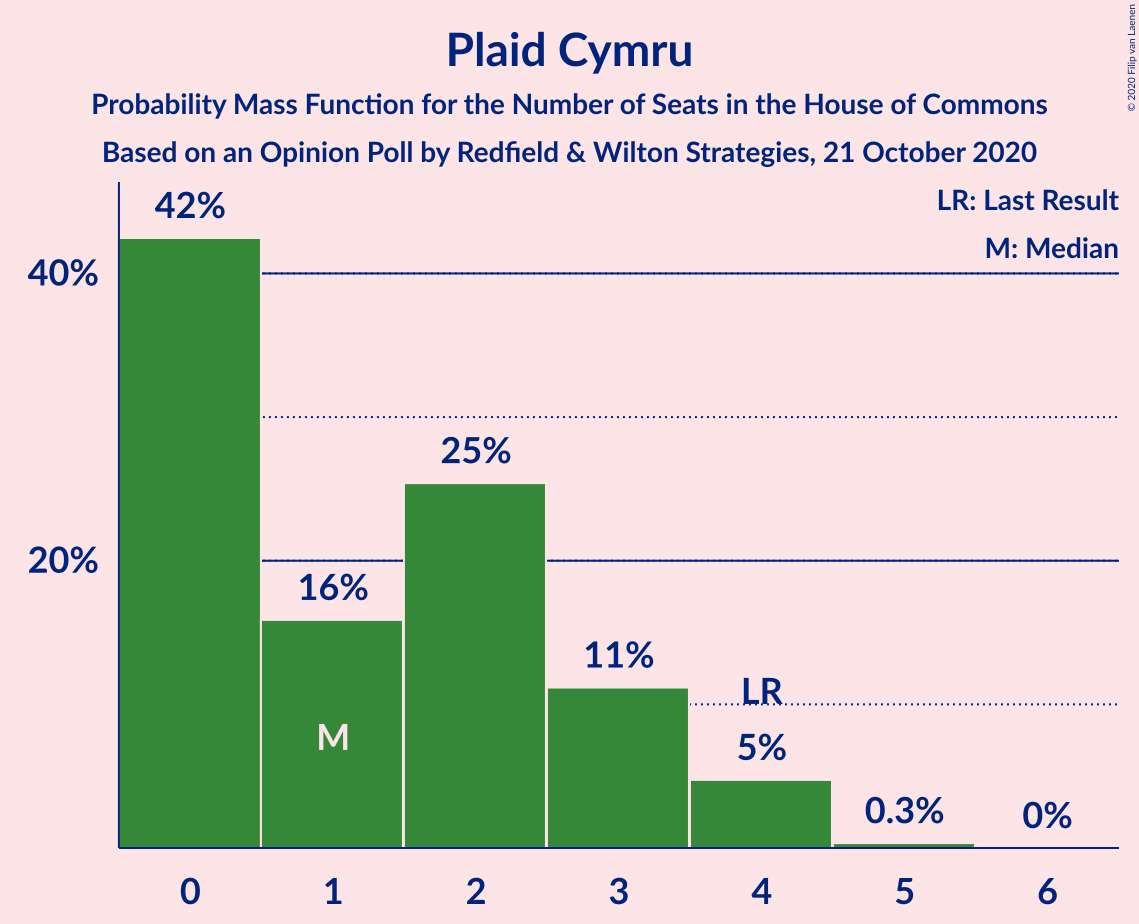 Plaid Cymru
Probability Mass Function for the Number of Seats in the House of Commons
Based on an Opinion Poll by Redfield & Wilton Strategies, 21 October 2020
© 2020 Filip van Laenen
LR: Last Result
M: Median
42%
40%
25%
20%
16%
11%
LR
M
5%
0.3%
0%
0 1 2 3 4 5 6